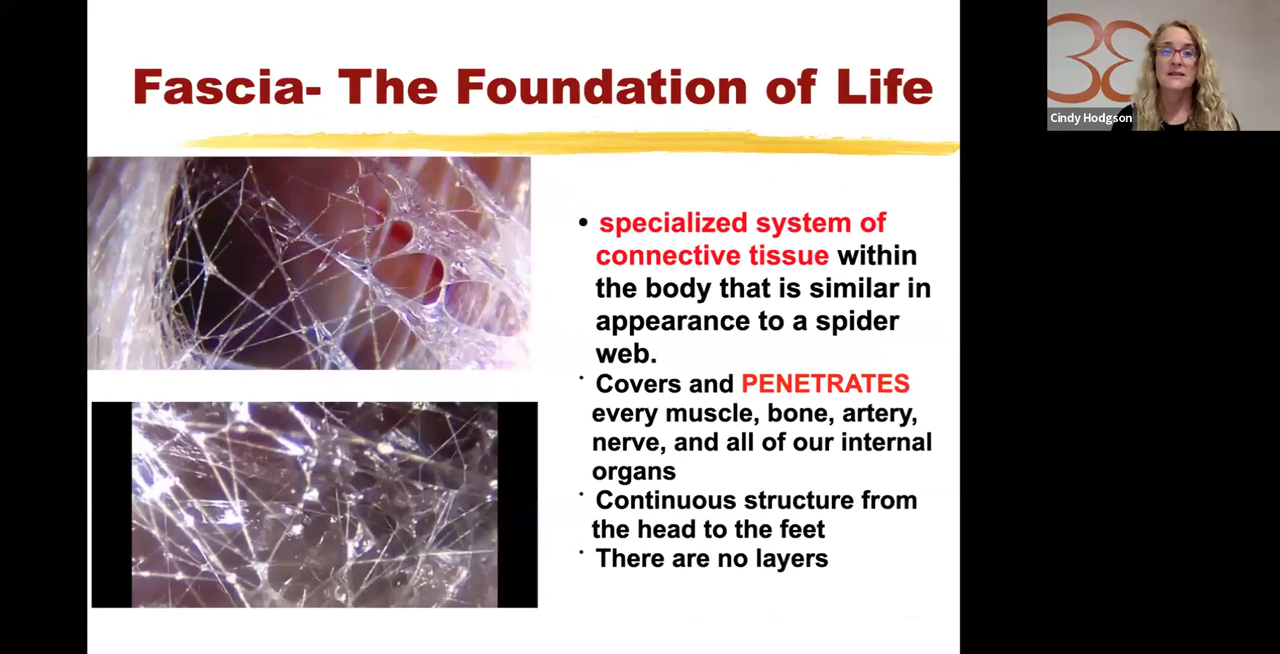 Fascia- The Foundation of Life
Cindy Hodgson
• specialized system of
connective tissue within
the body that is similar in
appearance to a spider
web.
• Covers and PENETRATES
every muscle, bone, artery,
nerve, and all of our internal
organs
• Continuous structure from
the head to the feet
• There are no layers